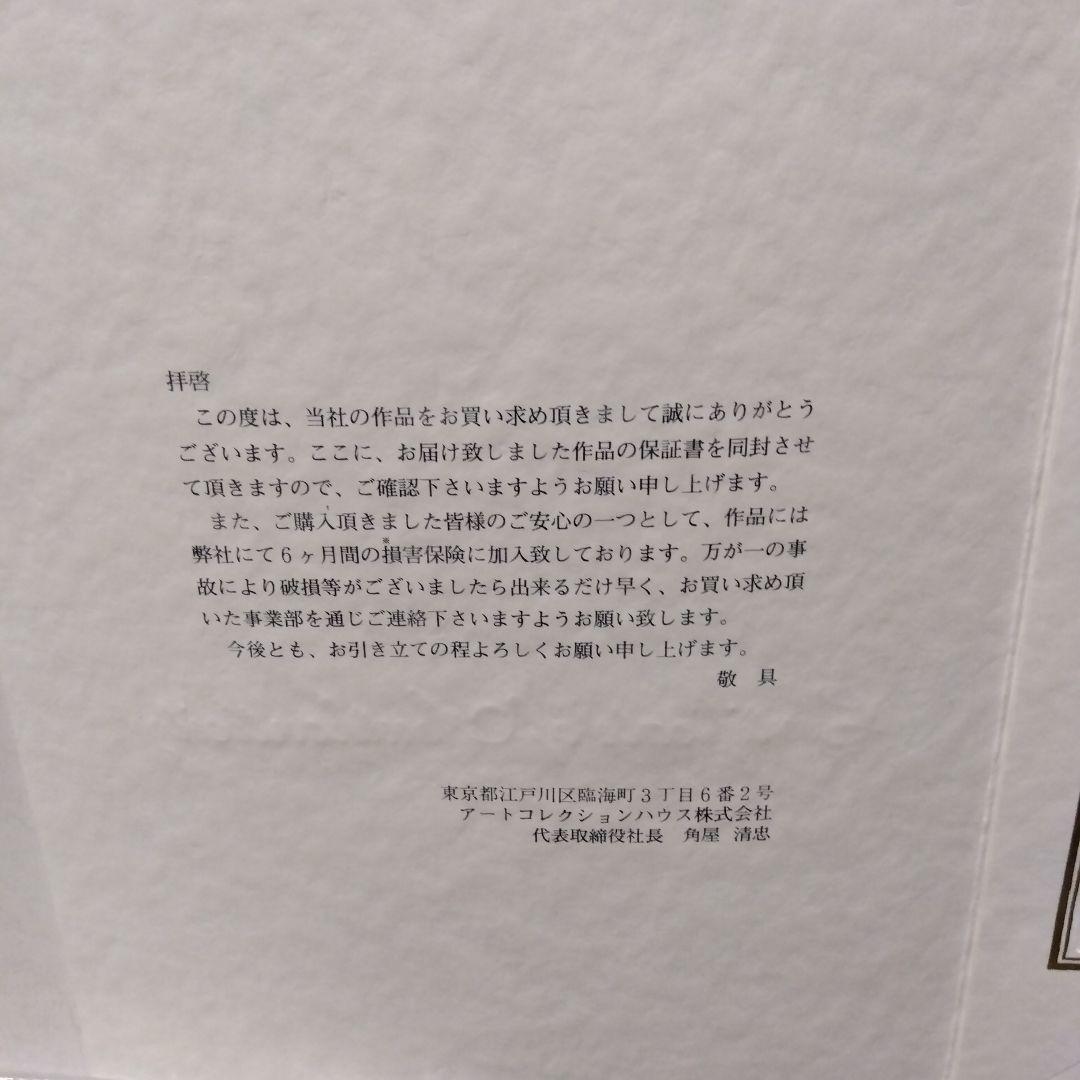 拝啓
この度は、当社の作品をお買い求め頂きまして誠にありがとう
ございます。ここに、お届け致しました作品の保証書を同封させ
て頂きますので、ご確認下さいますようお願い申し上げます。
また、ご購入頂きました皆様のご安心の一つとして、作品には
弊社にて6ヶ月間の※損害保険に加入致しております。万が一の事
故により破損等がございましたら出来るだけ早く、お買い求め頂
いた事業部を通じご連絡下さいますようお願い致します。
今後とも、お引き立ての程よろしくお願い申し上げます。
敬 具
東京都江戸川区臨海町3丁目6番2号
アートコレクションハウス株式会社
代表取締役社長 角屋 清忠